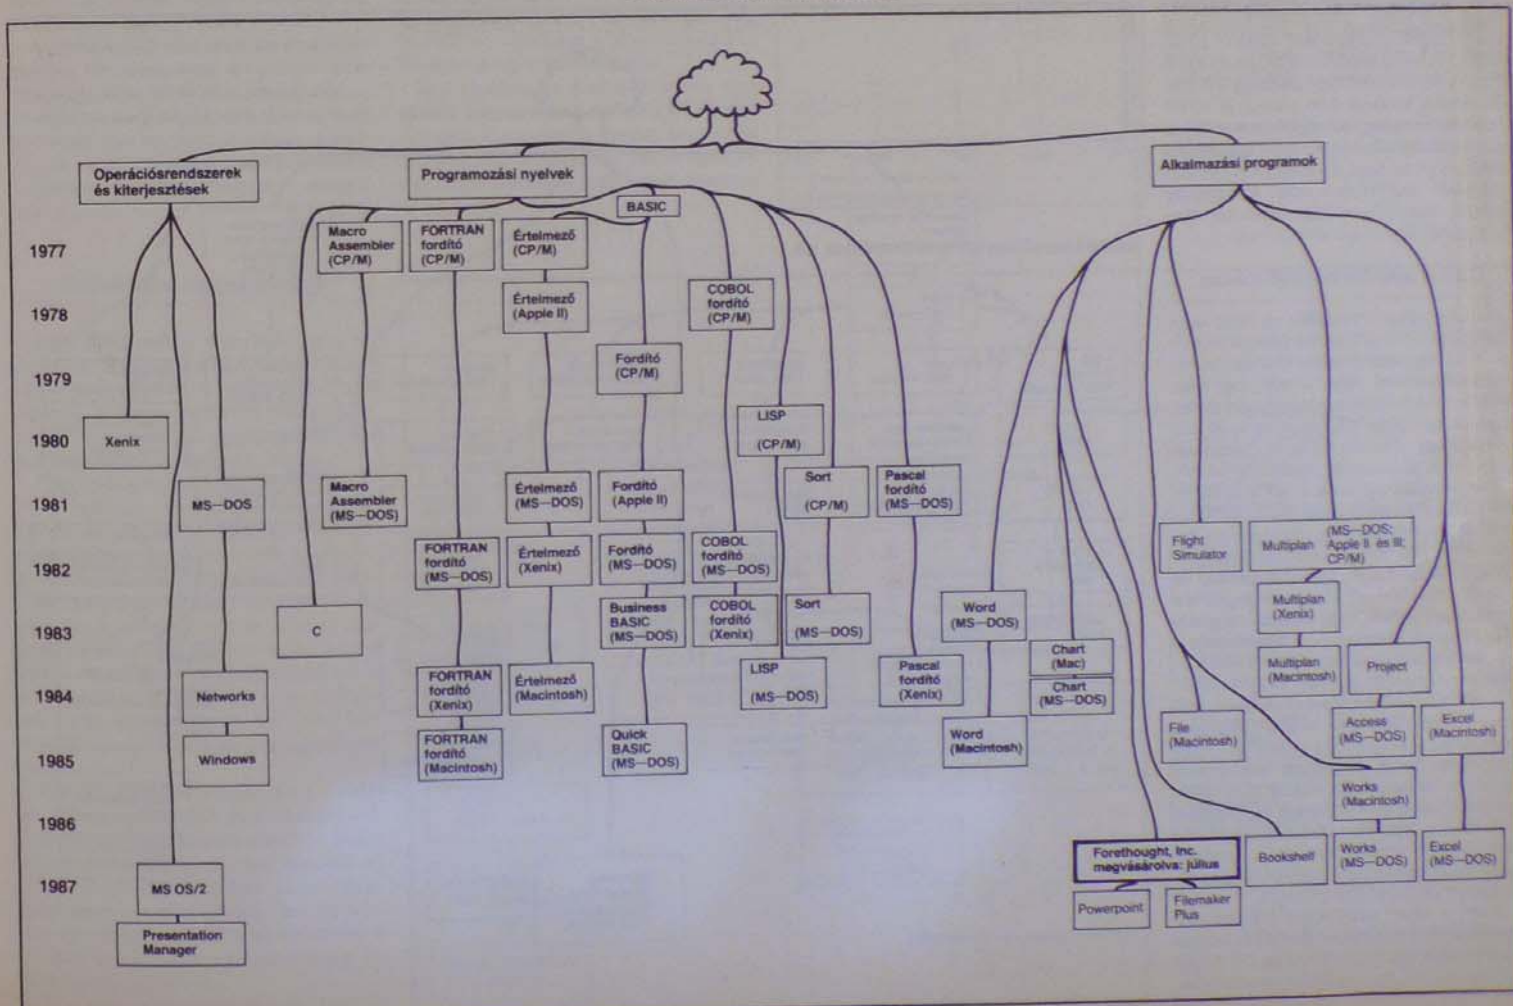 Operációsrendszerek
és kiterjesztések
Programozási nyelvek
Alkalmazási programok
BASIC
1977
Macro
Assembler
(CP/M)
FORTRAN
fordító
(CP/M)
Értelmező
(CP/M)
1978
Értelmező
(Apple II)
COBOL
fordító
(CP/M)
1979
Fordító
(CP/M)
1980
Xenix
LISP
(CP/M)
1981
MS—DOS
Macro
Assembler
(MS—DOS)
Értelmező
(MS—DOS)
Fordító
(Apple II)
Sort
(CP/M)
Pascal
fordító
(MS—DOS)
1982
FORTRAN
fordító
(MS—DOS)
Értelmező
(Xenix)
Fordító
(MS—DOS)
COBOL
fordító
(MS—DOS)
Flight
Simulator
Multiplan
(MS—DOS;
Apple II és III;
CP/M)
1983
C
Business
BASIC
(MS—DOS)
COBOL
fordító
(Xenix)
Sort
(MS—DOS)
Word
(MS—DOS)
Multiplan
(Xenix)
1984
Networks
FORTRAN
fordító
(Xenix)
Értelmező
(Macintosh)
LISP
(MS—DOS)
Pascal
fordító
(Xenix)
Chart
(Mac)
Chart
(MS—DOS)
Multiplan
(Macintosh)
Project
1985
Windows
FORTRAN
fordító
(Macintosh)
Quick
BASIC
(MS—DOS)
Word
(Macintosh)
File
(Macintosh)
Access
(MS—DOS)
Excel
(Macintosh)
1986
Works
(Macintosh)
1987
MS OS/2
Forethought, Inc.
megvásárolva: július
Bookshelf
Works
(MS—DOS)
Excel
(MS—DOS)
Presentation
Manager
Powerpoint
Filemaker
Plus